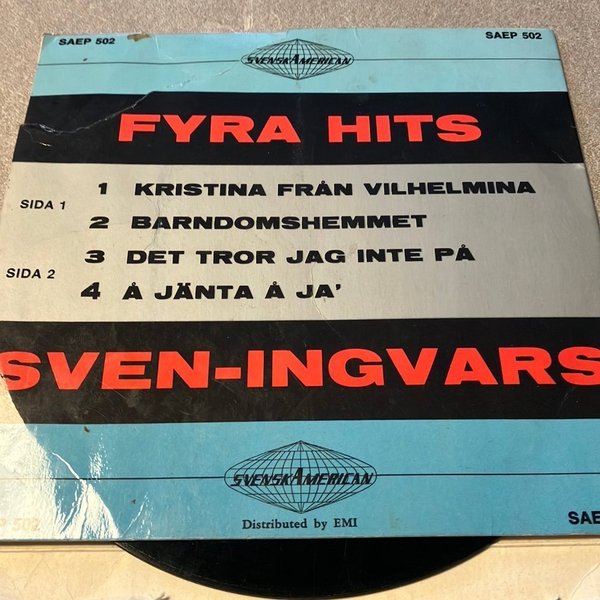 SAEP 502
SAEP 502
SVENSKAMERICAN
FYRA HITS
SIDA 1
1 KRISTINA FRÅN VILHELMINA
2 BARNDOMSHEMMET
SIDA 2
3 DET TROR JAG INTE PÅ
4 Å JÄNTA Å JA'
SVEN-INGVARS
SVENSKAMERICAN
Distributed by EMI
P 502
SAE